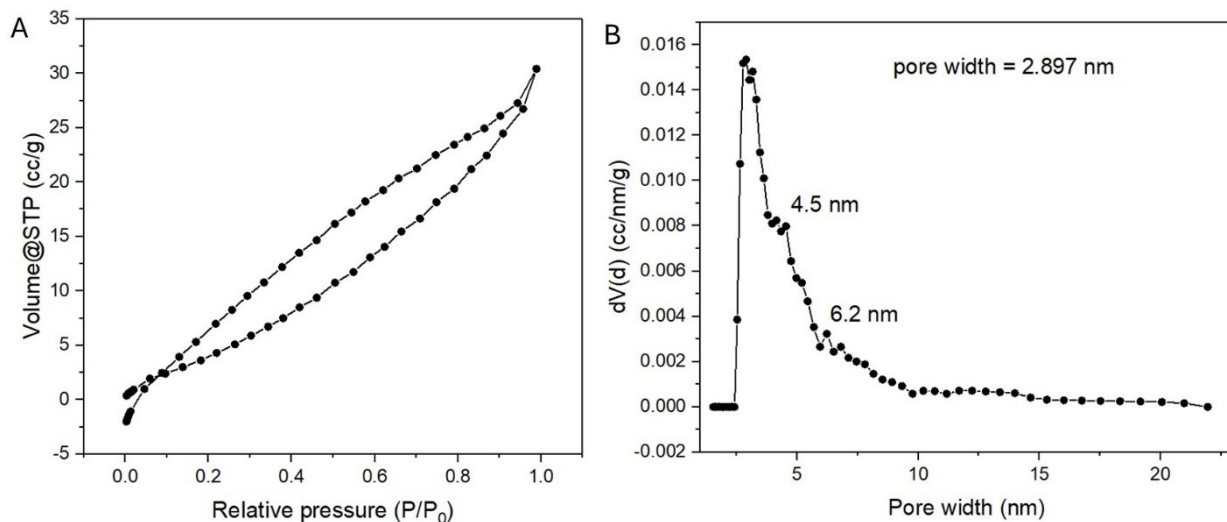 A
35
30
25
20
15
10
5
0
-5
Volume@STP (cc/g)
0.0 0.2 0.4 0.6 0.8 1.0
Relative pressure (P/P₀)
B
0.016
0.014
0.012
0.010
0.008
0.006
0.004
0.002
0.000
-0.002
dV(d) (cc/nm/g)
pore width = 2.897 nm
4.5 nm
6.2 nm
5 10 15 20
Pore width (nm)